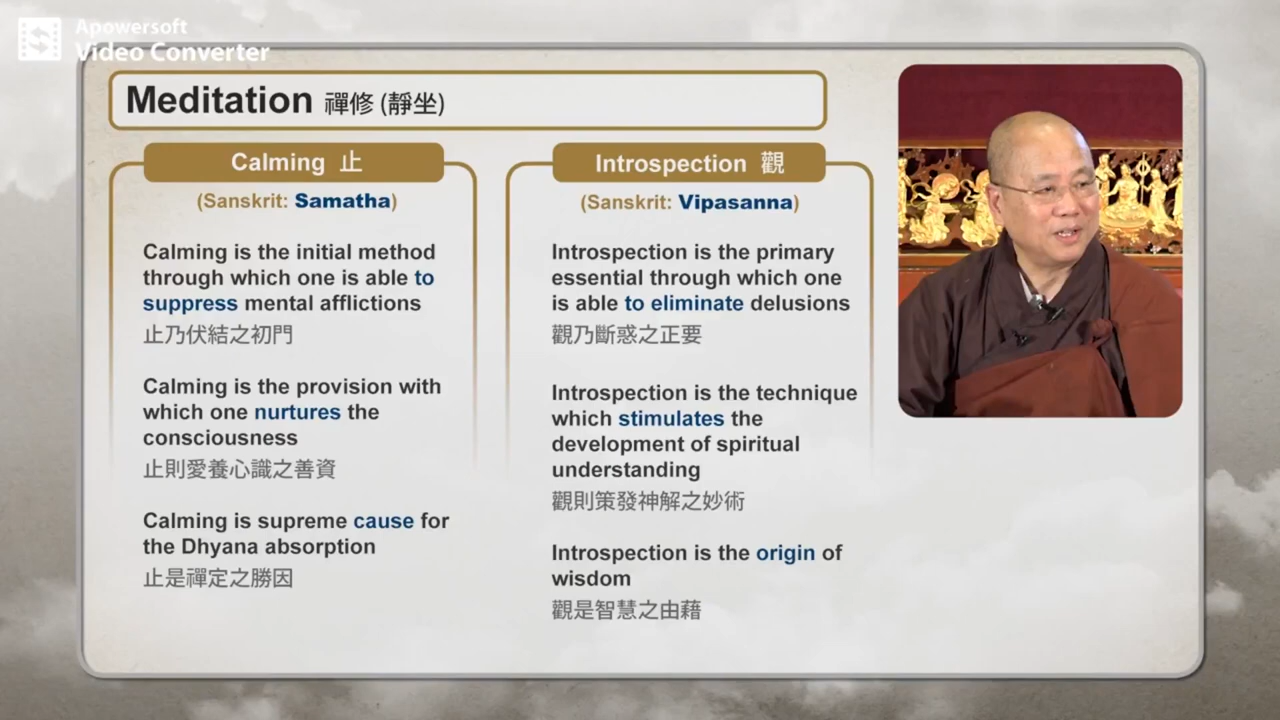 Apowersoft
Video Converter
Meditation 禪修 (靜坐)
Calming 止
(Sanskrit: Samatha)
Calming is the initial method
through which one is able to
suppress mental afflictions
止乃伏結之初門
Calming is the provision with
which one nurtures the
consciousness
止則愛養心識之善資
Calming is supreme cause for
the Dhyana absorption
止是禪定之勝因
Introspection 觀
(Sanskrit: Vipasanna)
Introspection is the primary
essential through which one
is able to eliminate delusions
觀乃斷惑之正要
Introspection is the technique
which stimulates the
development of spiritual
understanding
觀則策發神解之妙術
Introspection is the origin of
wisdom
觀是智慧之由藉